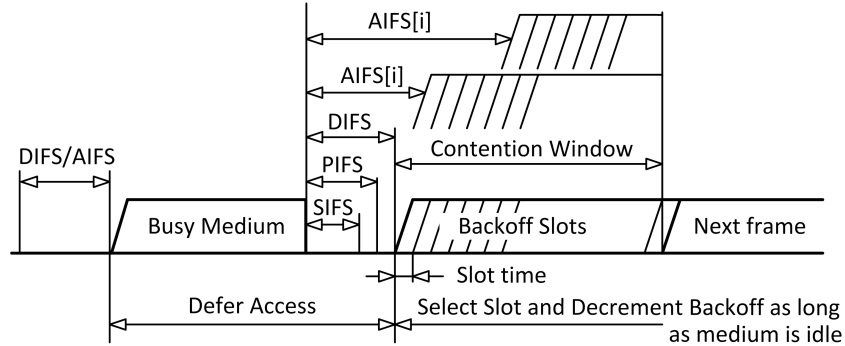 AIFS[i]
AIFS[i]
DIFS
DIFS/AIFS
Contention Window
PIFS
SIFS
Busy Medium
Backoff Slots
Next frame
Slot time
Defer Access
Select Slot and Decrement Backoff as long
as medium is idle